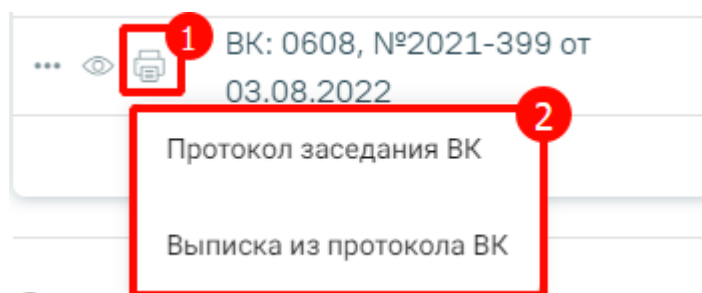 1
ВК: 0608, №2021-399 от
03.08.2022
2
Протокол заседания ВК
Выписка из протокола ВК